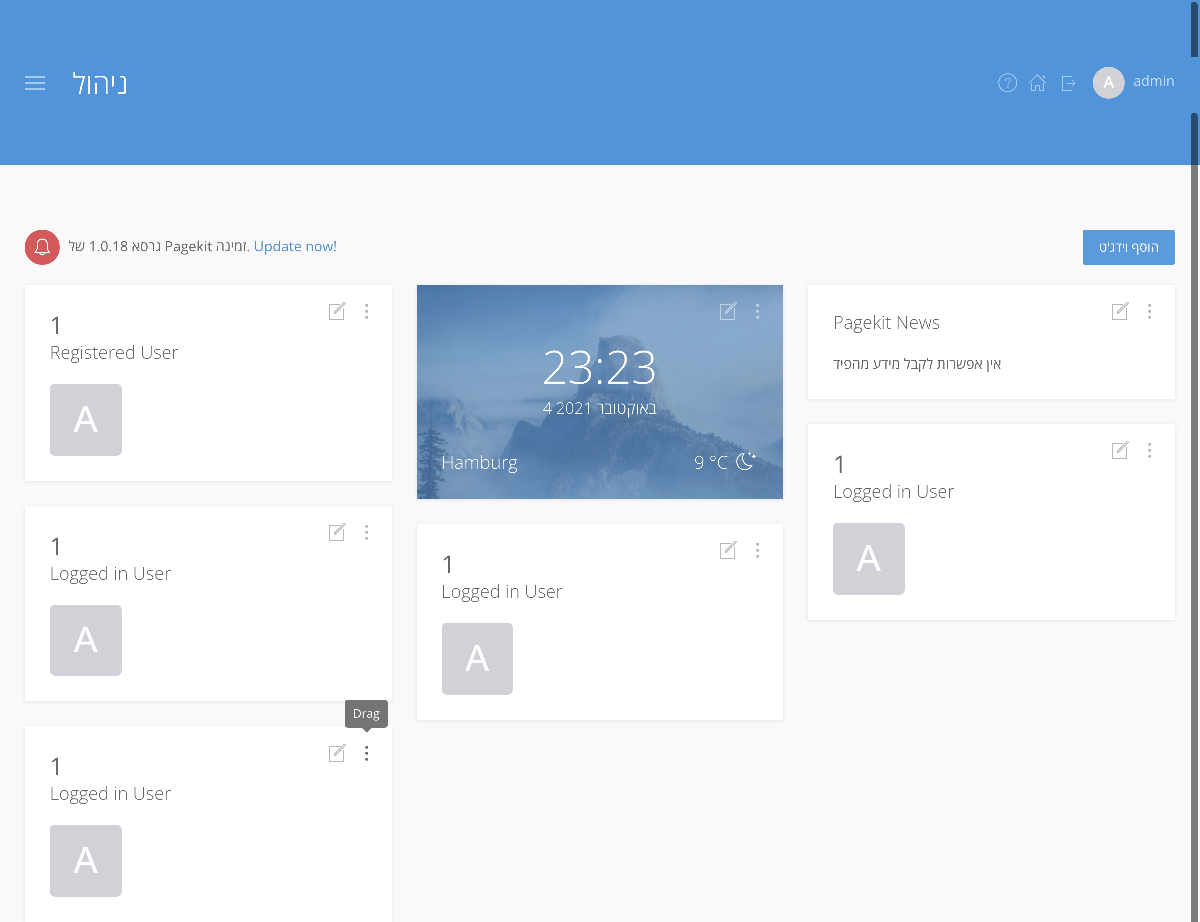 ניהול
?
A
admin
גרסא 1.0.18 של Pagekit זמינה. Update now!
הוסף וידג'ט
1
Registered User
A
23:23
4 באוקטובר 2021
Hamburg
9 °C
Pagekit News
אין אפשרות לקבל מידע מהפיד
1
Logged in User
A
1
Logged in User
A
1
Logged in User
A
Drag
1
Logged in User
A